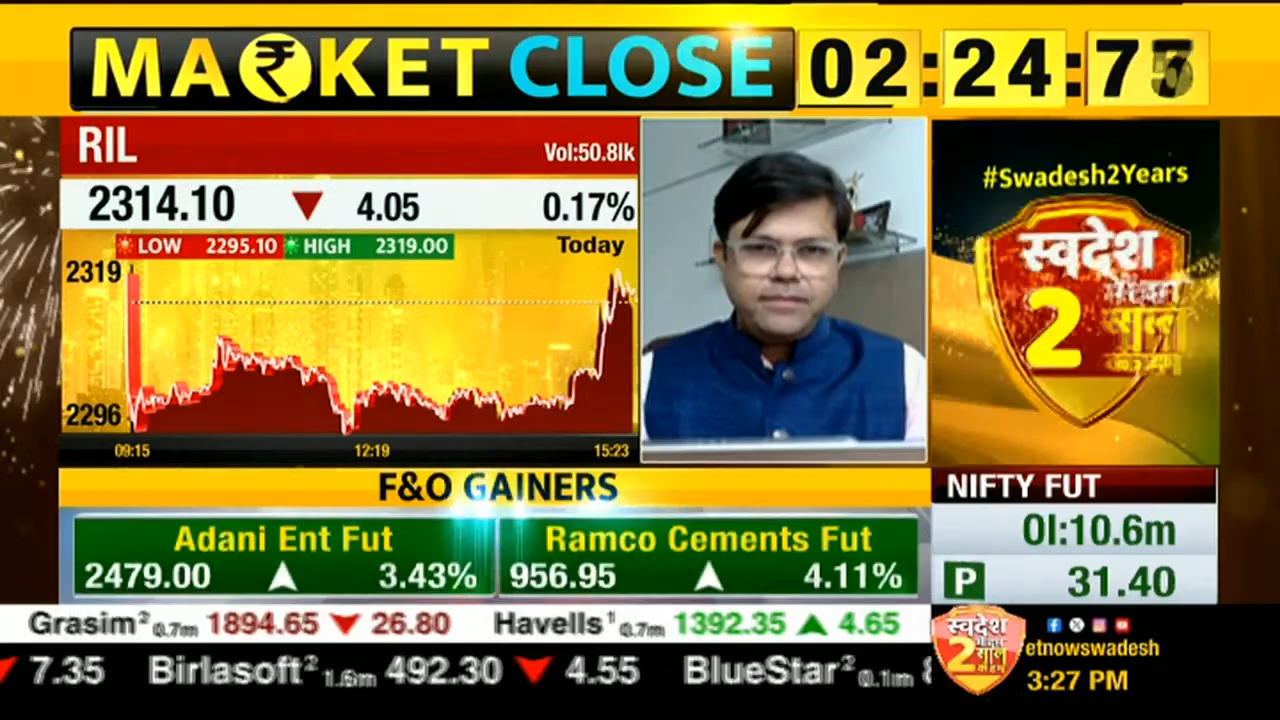 MA₹KET CLOSE 02:24:7
RIL
Vol:50.8lk
2314.10 ▼ 4.05 0.17%
LOW 2295.10 HIGH 2319.00 Today
2319
2296
09:15 12:19 15:23
#Swadesh2Years
स्वदेश
2
साल
F&O GAINERS
Adani Ent Fut
2479.00 ▲ 3.43%
Ramco Cements Fut
956.95 ▲ 4.11%
NIFTY FUT
OI:10.6m
P 31.40
Grasim² 0.7m 1894.65 ▼ 26.80 Havells¹ 0.7m 1392.35 ▲ 4.65
▼ 7.35 Birlasoft² 1.6m 492.30 ▼ 4.55 BlueStar² 0.1m
स्वदेश
2 साल
etnowswadesh
3:27 PM